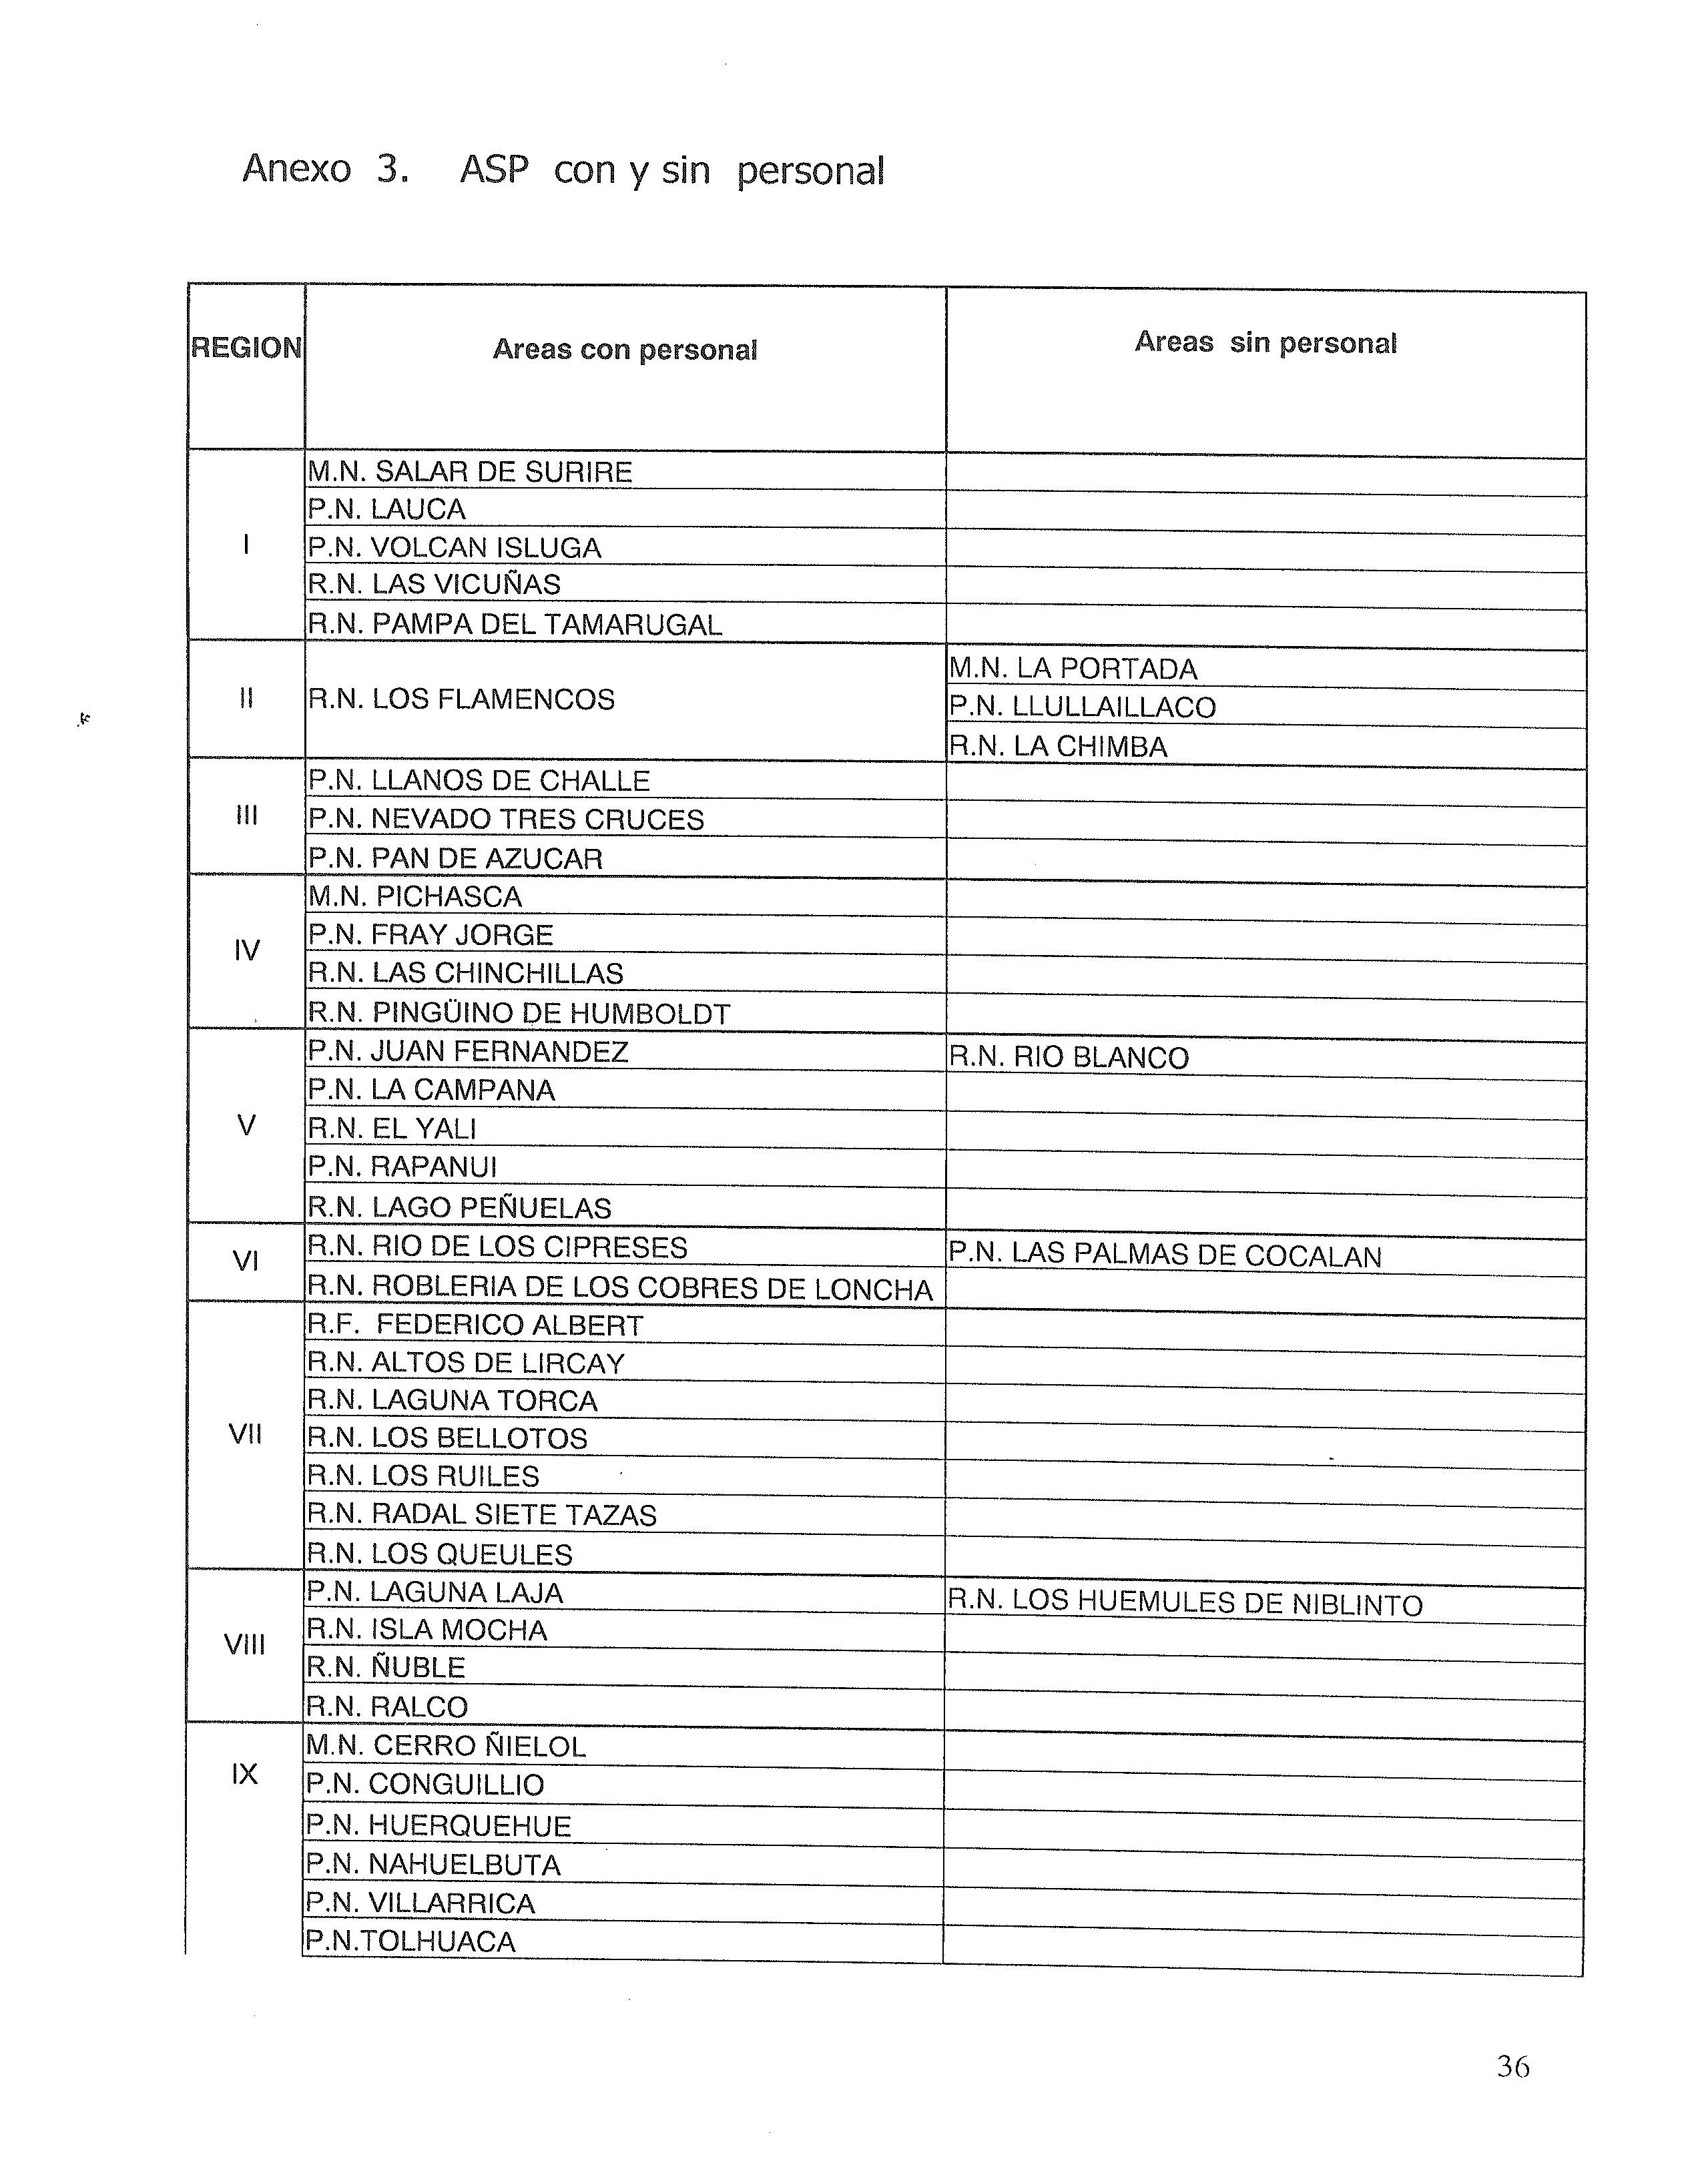 Anexo 3. ASP con y sin personal
REGION Areas con personal Areas sin personal
M.N. SALAR DE SURIRE
P.N. LAUCA
I P.N. VOLCAN ISLUGA
R.N. LAS VICUÑAS
R.N. PAMPA DEL TAMARUGAL
M.N. LA PORTADA
II R.N. LOS FLAMENCOS P.N. LLULLAILLACO
R.N. LA CHIMBA
P.N. LLANOS DE CHALLE
III P.N. NEVADO TRES CRUCES
P.N. PAN DE AZUCAR
M.N. PICHASCA
IV P.N. FRAY JORGE
R.N. LAS CHINCHILLAS
R.N. PINGÜINO DE HUMBOLDT
P.N. JUAN FERNANDEZ R.N. RIO BLANCO
P.N. LA CAMPANA
V R.N. EL YALI
P.N. RAPANUI
R.N. LAGO PEÑUELAS
VI R.N. RIO DE LOS CIPRESES P.N. LAS PALMAS DE COCALAN
R.N. ROBLERIA DE LOS COBRES DE LONCHA
R.F. FEDERICO ALBERT
R.N. ALTOS DE LIRCAY
R.N. LAGUNA TORCA
VII R.N. LOS BELLOTOS
R.N. LOS RUILES
R.N. RADAL SIETE TAZAS
R.N. LOS QUEULES
P.N. LAGUNA LAJA R.N. LOS HUEMULES DE NIBLINTO
VIII R.N. ISLA MOCHA
R.N. ÑUBLE
R.N. RALCO
M.N. CERRO ÑIELOL
IX P.N. CONGUILLIO
P.N. HUERQUEHUE
P.N. NAHUELBUTA
P.N. VILLARRICA
P.N.TOLHUACA
36